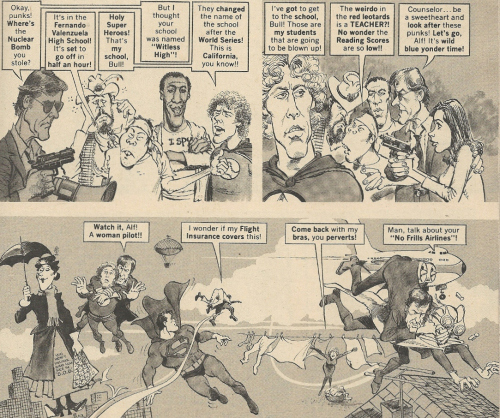 Okay,
punks!
Where's
the
Nuclear
Bomb
you
stole?
It's in the
Fernando
Valenzuela
High School!
It's set to
go off in
half an hour!
Holy
Super
Heroes!
That's
my
school,
Bull!
But I
thought
your
school
was named
"Witless
High"!
They changed
the name of
the school
after the
World Series!
This is
California,
you know!!
I SPY
I've got to get
to the school,
Bull! Those are
my students
that are going
to be blown up!
The weirdo in
the red leotards
is a TEACHER?!
No wonder the
Reading Scores
are so low!!
Counselor... be
a sweetheart and
look after these
punks! Let's go,
Alf! It's wild
blue yonder time!
Watch it, Alf!
A woman pilot!!
I wonder if my Flight
Insurance covers this!
Come back with my
bras, you perverts!
Man, talk about your
"No Frills Airlines"!